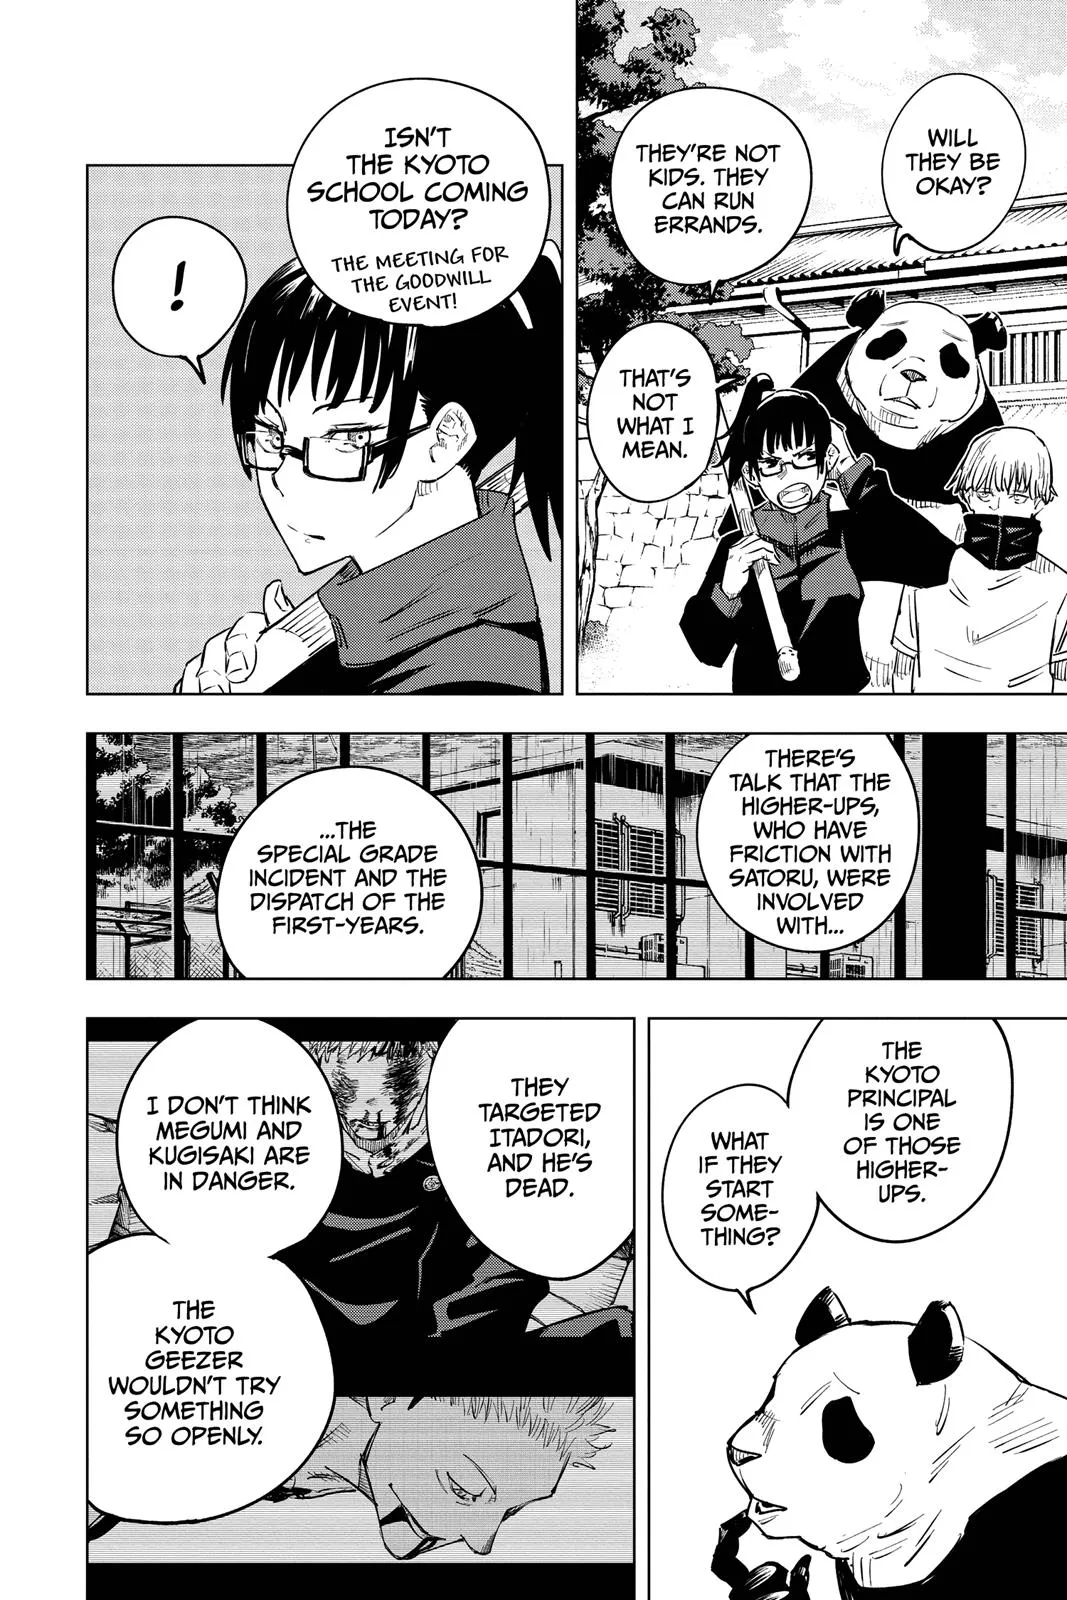 WILL
THEY BE
OKAY?
THEY'RE NOT
KIDS. THEY
CAN RUN
ERRANDS.
THAT'S
NOT
WHAT I
MEAN.
ISN'T
THE KYOTO
SCHOOL COMING
TODAY?
THE MEETING FOR
THE GOODWILL
EVENT!
!
THERE'S
TALK THAT THE
HIGHER-UPS,
WHO HAVE
FRICTION WITH
SATORU, WERE
INVOLVED
WITH...
...THE
SPECIAL GRADE
INCIDENT AND THE
DISPATCH OF THE
FIRST-YEARS.
THE
KYOTO
PRINCIPAL
IS ONE
OF THOSE
HIGHER-
UPS.
WHAT
IF THEY
START
SOME-
THING?
THEY
TARGETED
ITADORI,
AND HE'S
DEAD.
I DON'T THINK
MEGUMI AND
KUGISAKI ARE
IN DANGER.
THE
KYOTO
GEEZER
WOULDN'T TRY
SOMETHING
SO OPENLY.